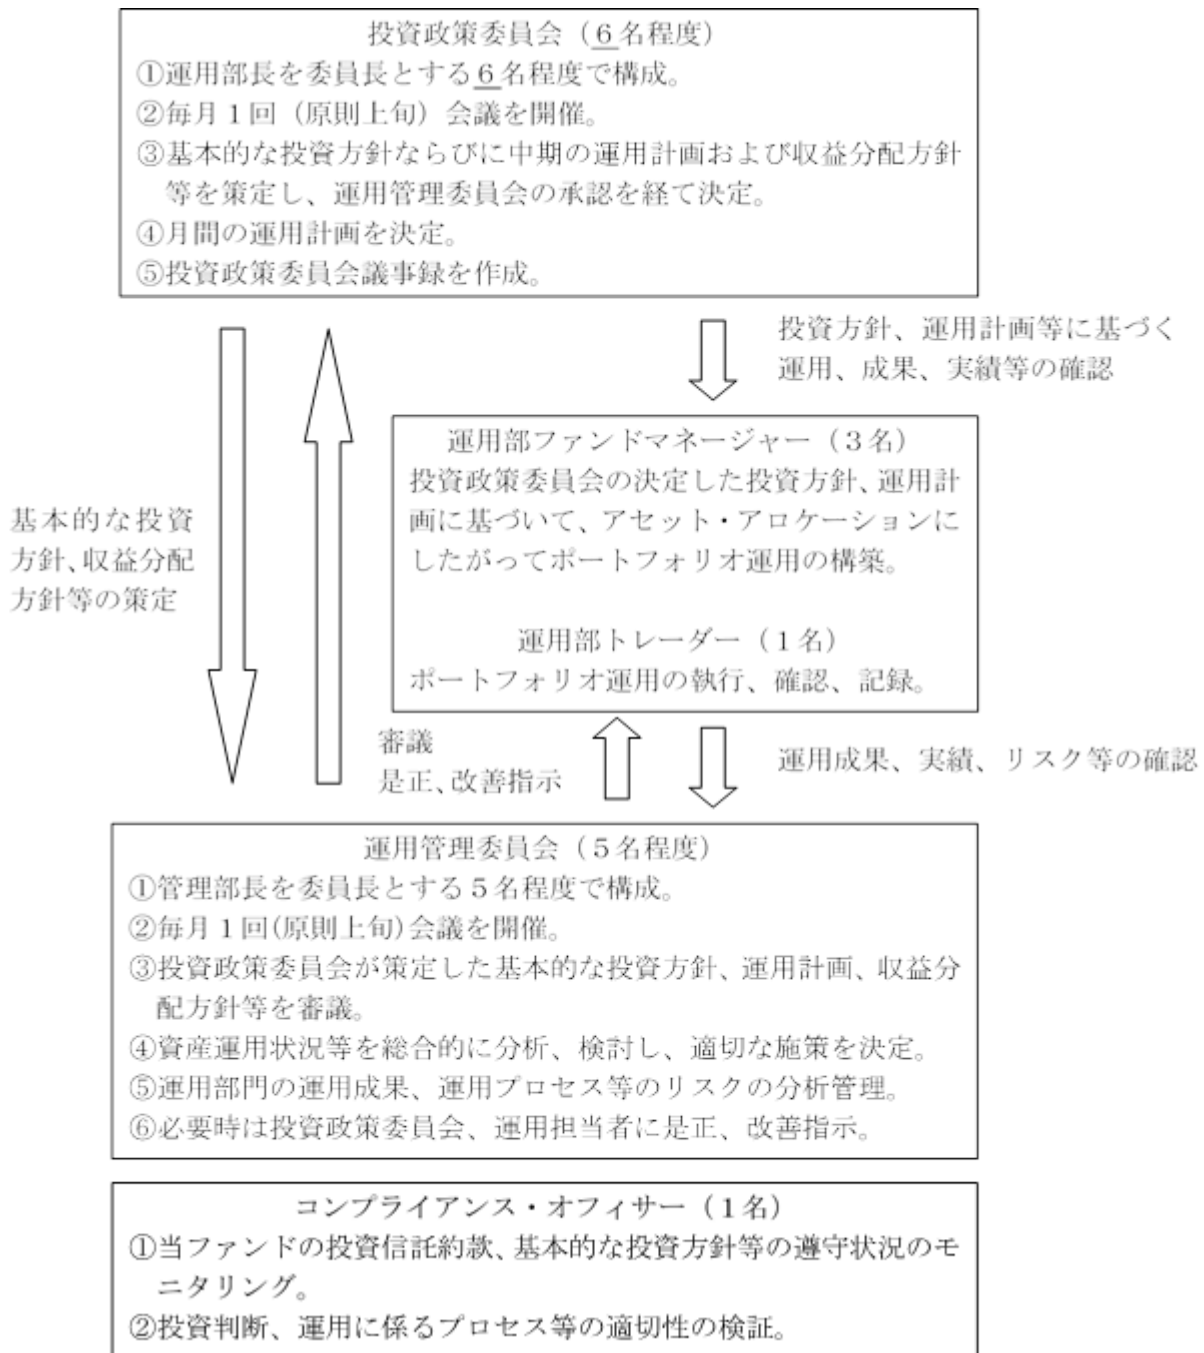 投資政策委員会（6名程度）
①運用部長を委員長とする6名程度で構成。
②毎月１回（原則上旬）会議を開催。
③基本的な投資方針ならびに中期の運用計画および収益分配方針
等を策定し、運用管理委員会の承認を経て決定。
④月間の運用計画を決定。
⑤投資政策委員会議事録を作成。
投資方針、運用計画等に基づく
運用、成果、実績等の確認
運用部ファンドマネージャー（３名）
投資政策委員会の決定した投資方針、運用計
画に基づいて、アセット・アロケーションに
したがってポートフォリオ運用の構築。
運用部トレーダー（１名）
ポートフォリオ運用の執行、確認、記録。
基本的な投資
方針、収益分配
方針等の策定
審議
是正、改善指示
運用成果、実績、リスク等の確認
運用管理委員会（５名程度）
①管理部長を委員長とする５名程度で構成。
②毎月１回(原則上旬)会議を開催。
③投資政策委員会が策定した基本的な投資方針、運用計画、収益分
配方針等を審議。
④資産運用状況等を総合的に分析、検討し、適切な施策を決定。
⑤運用部門の運用成果、運用プロセス等のリスクの分析管理。
⑥必要時は投資政策委員会、運用担当者に是正、改善指示。
コンプライアンス・オフィサー（１名）
①当ファンドの投資信託約款、基本的な投資方針等の遵守状況のモ
ニタリング。
②投資判断、運用に係るプロセス等の適切性の検証。